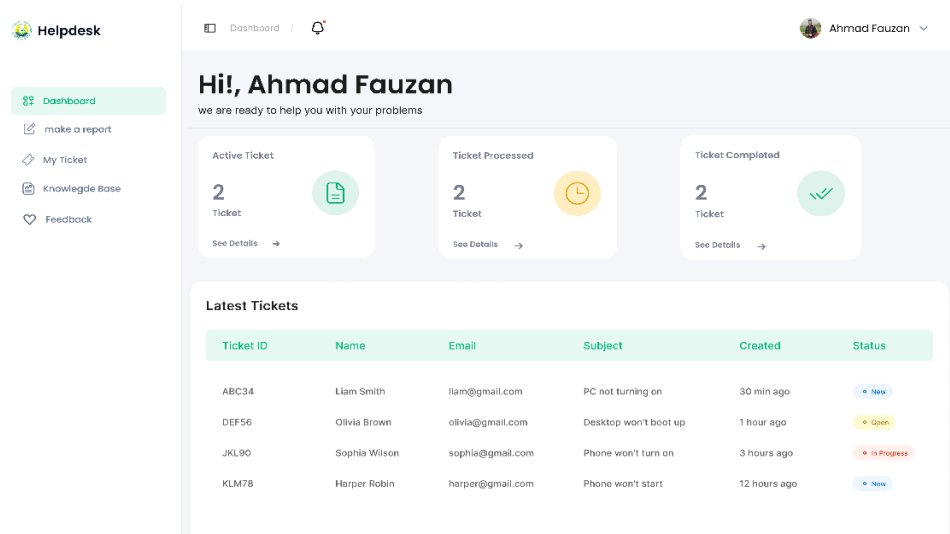 Helpdesk
Dashboard /
Ahmad Fauzan
Dashboard
make a report
My Ticket
Knowlegde Base
Feedback
Hi!, Ahmad Fauzan
we are ready to help you with your problems
Active Ticket
2
Ticket
See Details →
Ticket Processed
2
Ticket
See Details →
Ticket Completed
2
Ticket
See Details →
Latest Tickets
Ticket ID Name Email Subject Created Status
ABC34 Liam Smith liam@gmail.com PC not turning on 30 min ago New
DEF56 Olivia Brown olivia@gmail.com Desktop won't boot up 1 hour ago Open
JKL90 Sophia Wilson sophia@gmail.com Phone won't turn on 3 hours ago In Progress
KLM78 Harper Robin harper@gmail.com Phone won't start 12 hours ago New